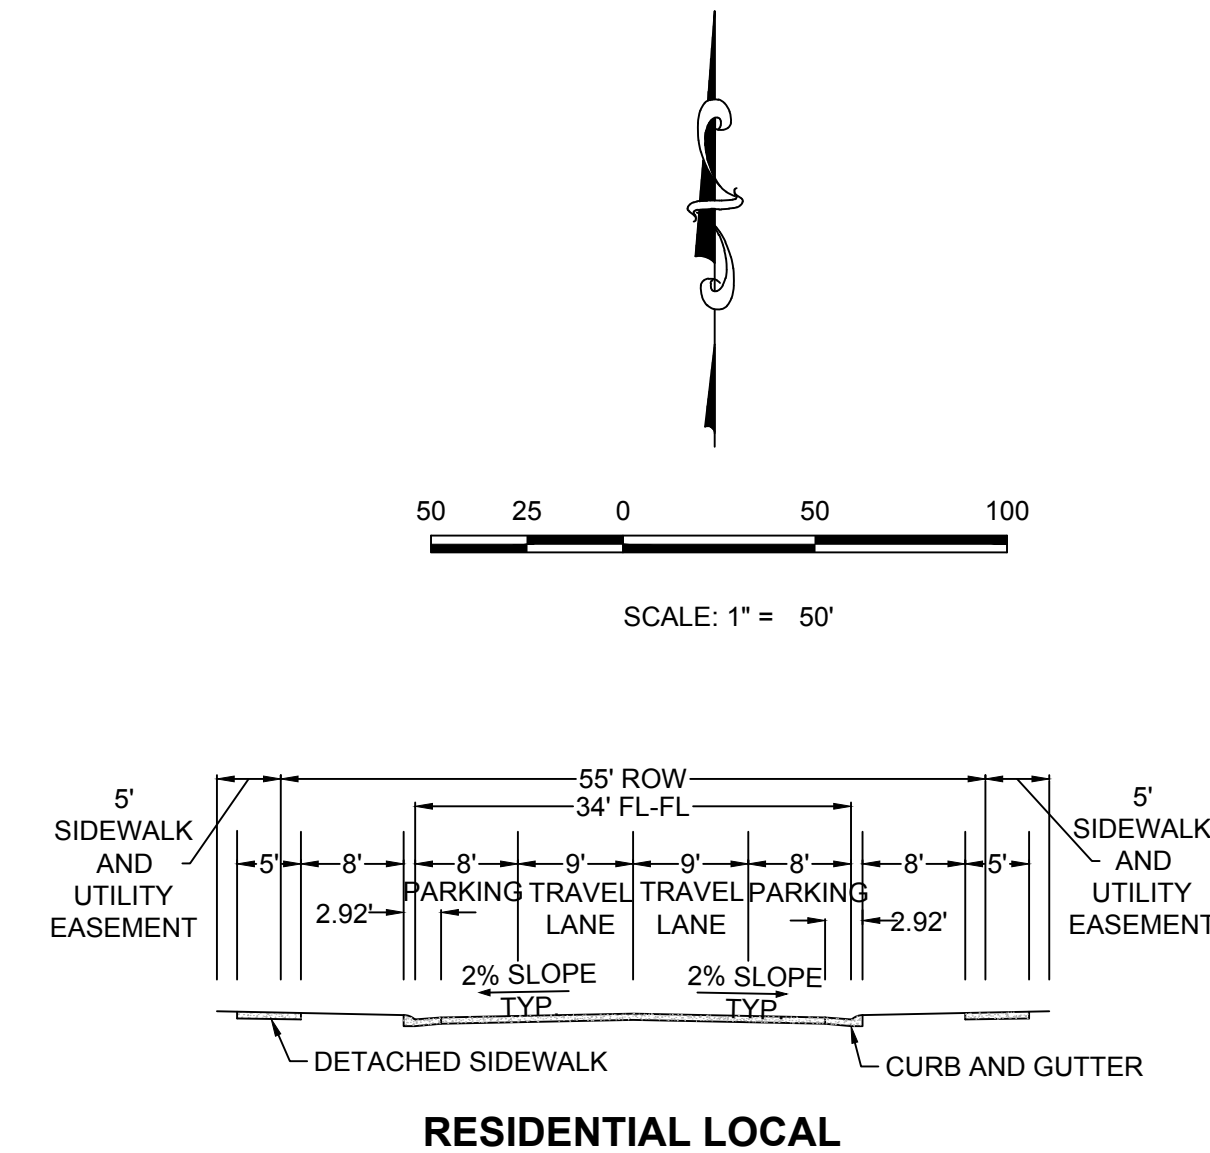 50 25 0 50 100
SCALE: 1" = 50'
55' ROW
34' FL-FL
5'
SIDEWALK
AND
UTILITY
EASEMENT
5'
SIDEWALK
AND
UTILITY
EASEMENT
5' 8' 8' 9' 9' 8' 8' 5'
PARKING
TRAVEL
LANE
TRAVEL
LANE
PARKING
2.92'
2.92'
2% SLOPE
TYP.
2% SLOPE
TYP.
DETACHED SIDEWALK
CURB AND GUTTER
RESIDENTIAL LOCAL